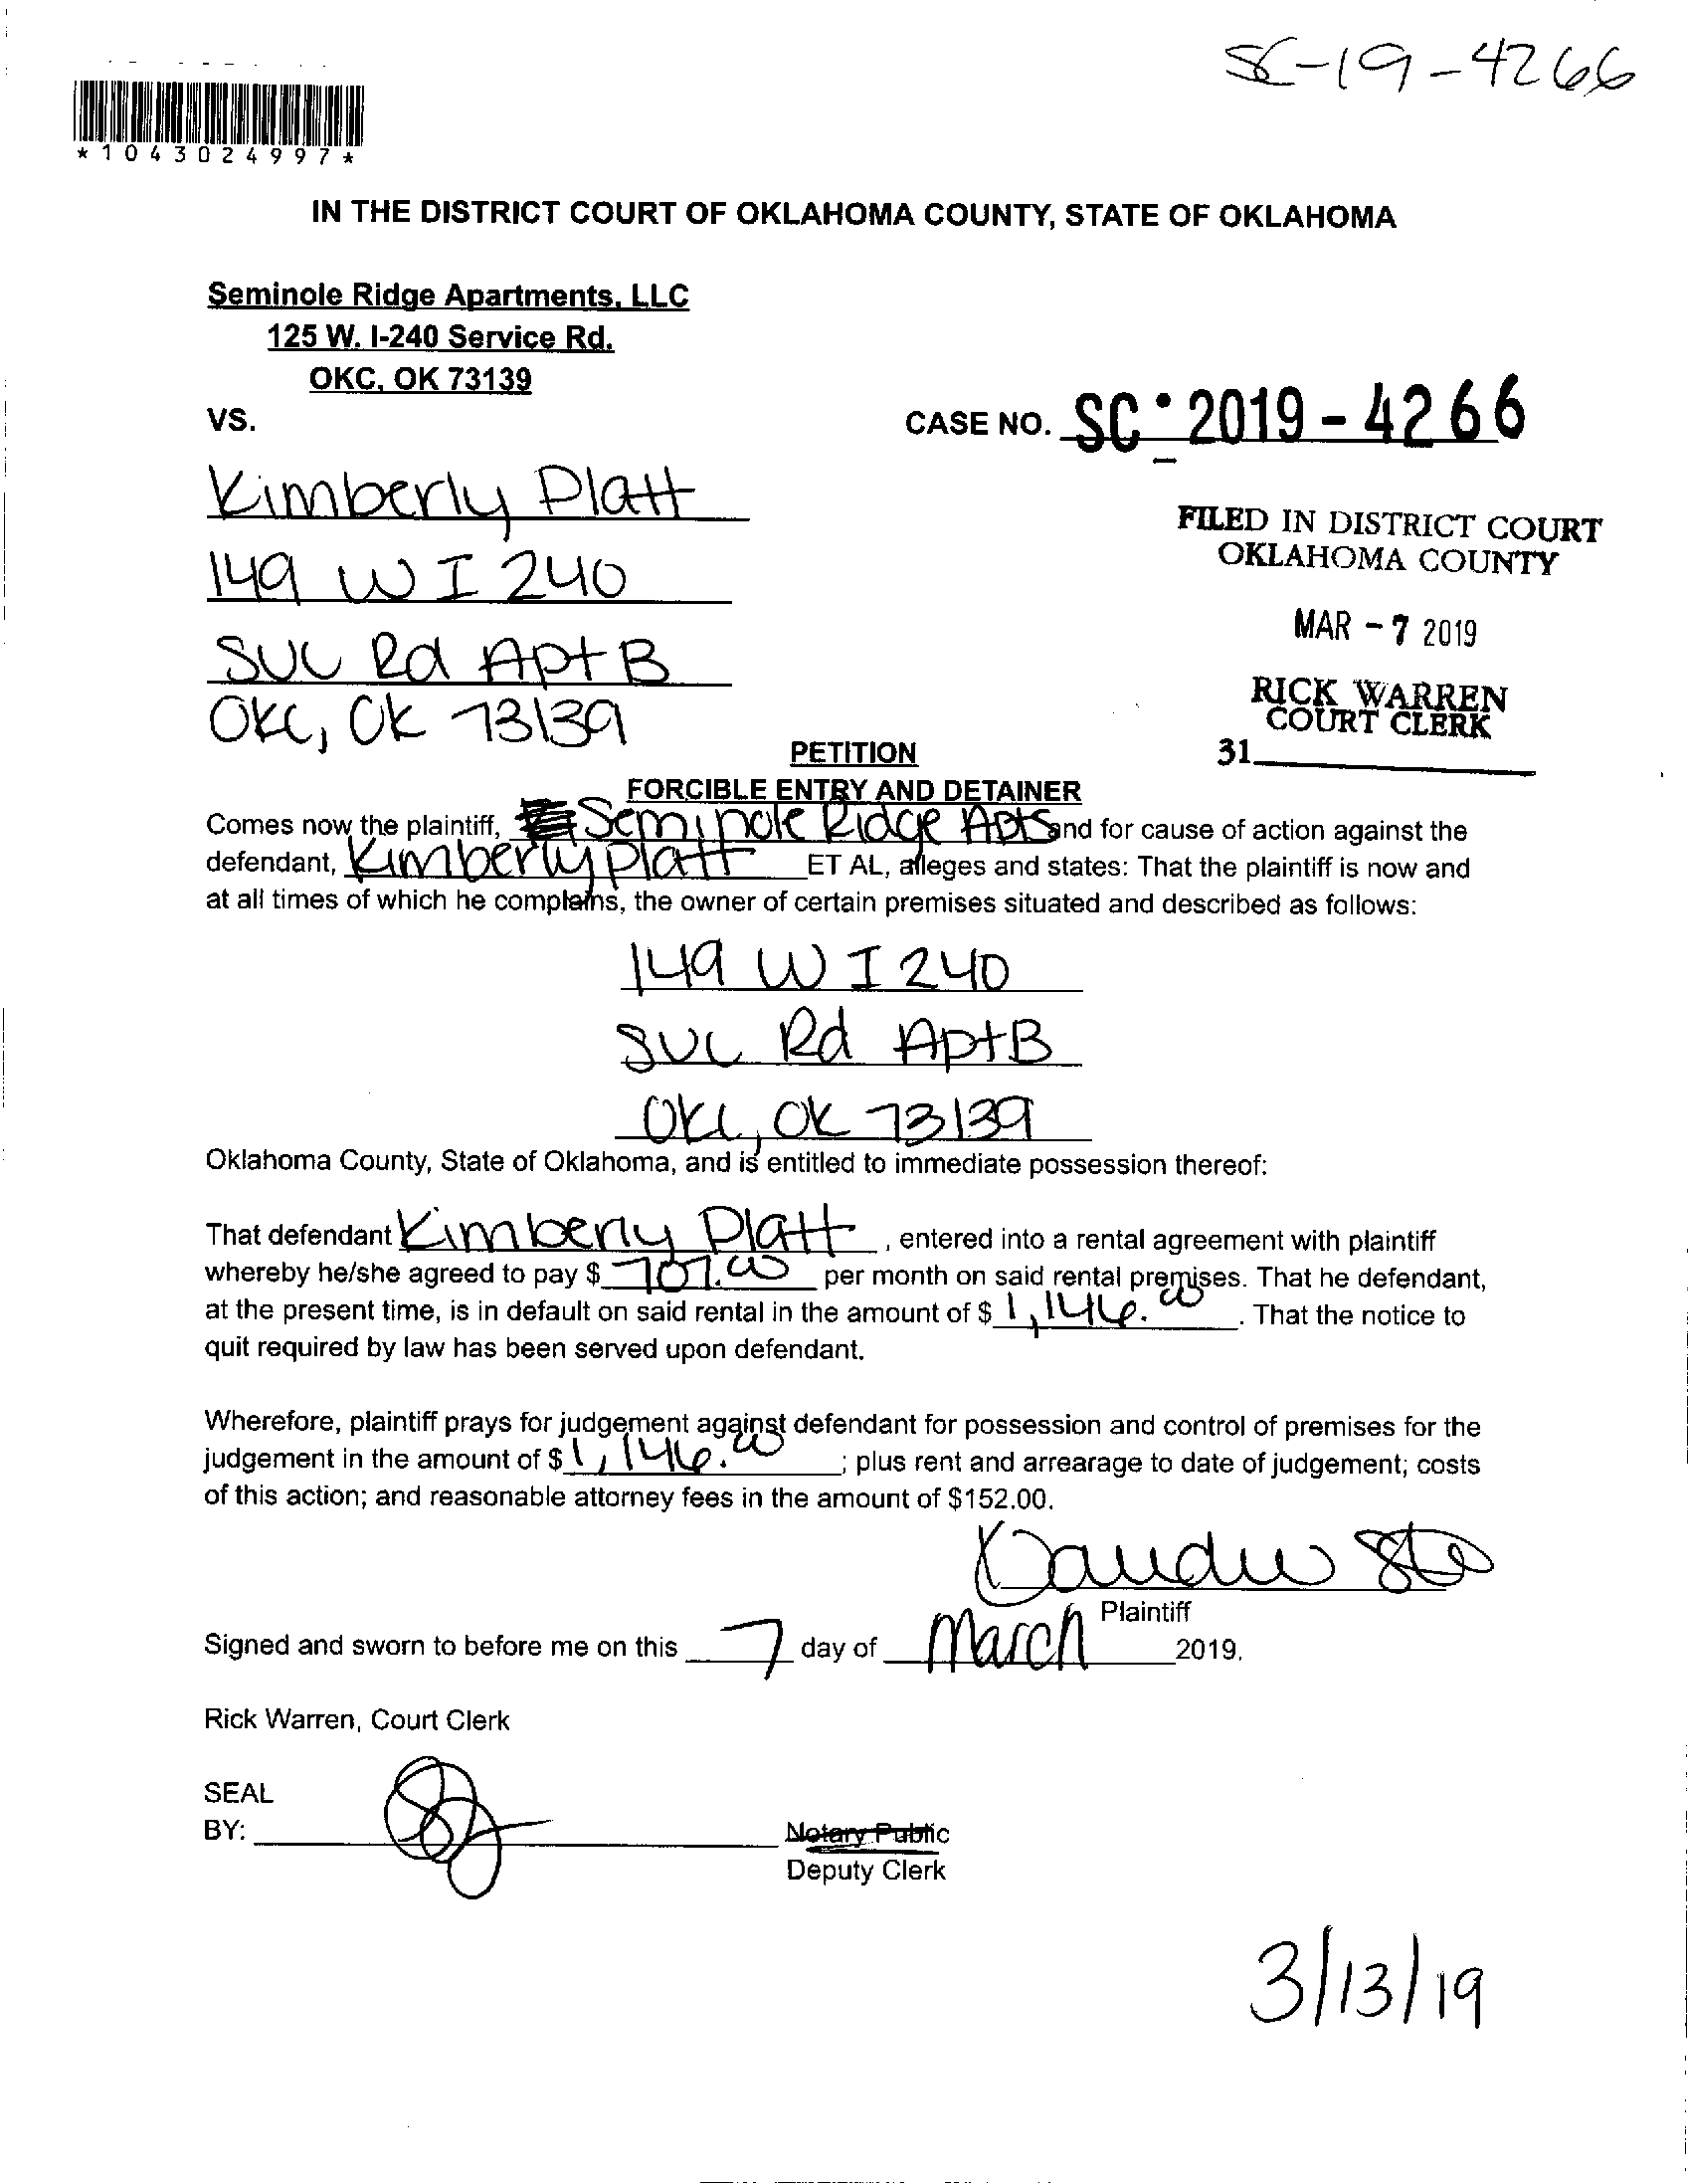 SC-19-4266
*1043024997*
IN THE DISTRICT COURT OF OKLAHOMA COUNTY, STATE OF OKLAHOMA
Seminole Ridge Apartments, LLC
125 W. I-240 Service Rd.
OKC, OK 73139
VS.
CASE NO. SC-2019-4266
Kimberly Platt
149 W I 240
SVC Rd Apt B
OKC, OK 73139
FILED IN DISTRICT COURT
OKLAHOMA COUNTY
MAR - 7 2019
RICK WARREN
COURT CLERK
31
PETITION
FORCIBLE ENTRY AND DETAINER
Comes now the plaintiff, Seminole Ridge Apts and for cause of action against the
defendant, Kimberly Platt ET AL, alleges and states: That the plaintiff is now and
at all times of which he complains, the owner of certain premises situated and described as follows:
149 W I 240
SVC Rd Apt B
OKC, OK 73139
Oklahoma County, State of Oklahoma, and is entitled to immediate possession thereof:
That defendant Kimberly Platt, entered into a rental agreement with plaintiff
whereby he/she agreed to pay $ 707.00 per month on said rental premises. That he defendant,
at the present time, is in default on said rental in the amount of $ 1,146.00. That the notice to
quit required by law has been served upon defendant.
Wherefore, plaintiff prays for judgement against defendant for possession and control of premises for the
judgement in the amount of $ 1,146.00; plus rent and arrearage to date of judgement; costs
of this action; and reasonable attorney fees in the amount of $152.00.
Plaintiff
Signed and sworn to before me on this 7 day of March 2019.
Rick Warren, Court Clerk
SEAL
BY:
Notary Public
Deputy Clerk
3/13/19